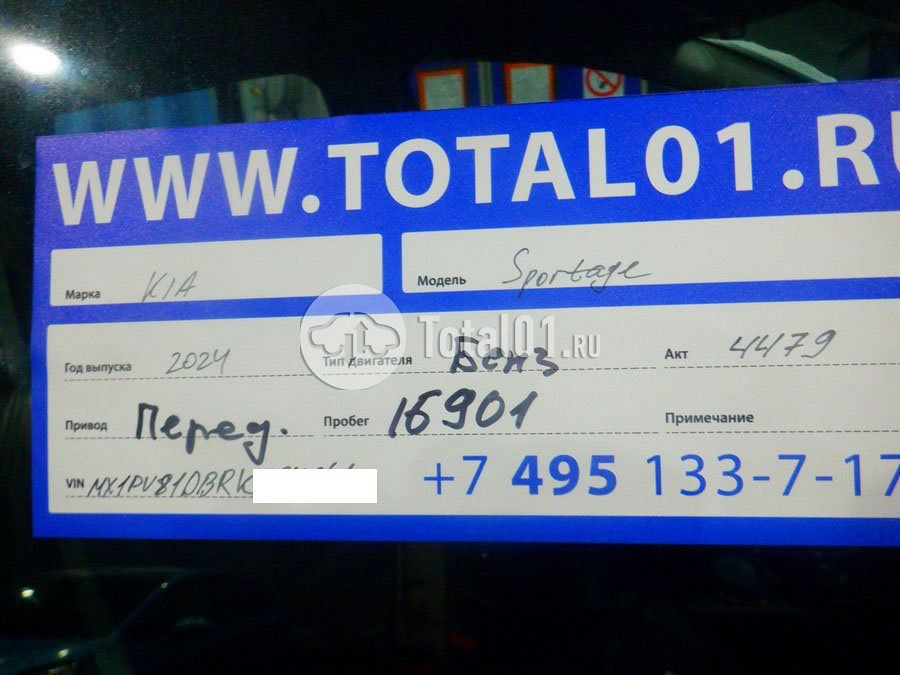 WWW.TOTAL01.RU
Марка KIA Модель Sportage
Год выпуска 2024 Тип Двигателя Бенз Акт 4479
Total01.RU
Привод Перед. Пробег 16901 Примечание
VIN MX1PV81DBRK
+7 495 133-7-17